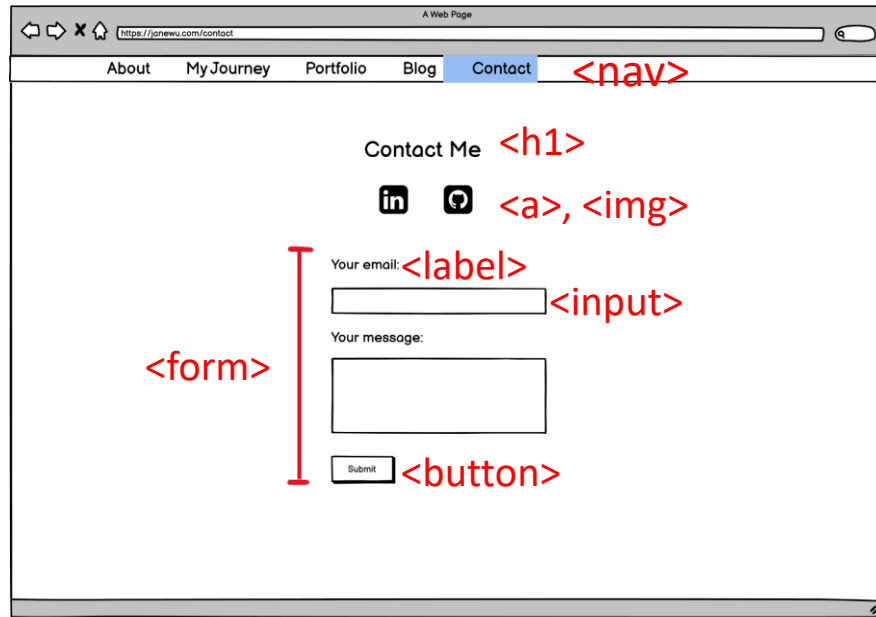 A Web Page
https://janewu.com/contact
About My Journey Portfolio Blog Contact <nav>
Contact Me <h1>
in <a>, <img>
Your email: <label>
<input>
Your message:
<form>
Submit <button>